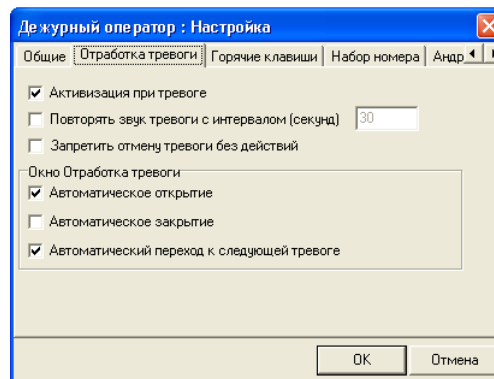 Дежурный оператор : Настройка
Общие Отработка тревоги Горячие клавиши Набор номера Андр
Активизация при тревоге
Повторять звук тревоги с интервалом (секунд) 30
Запретить отмену тревоги без действий
Окно Отработка тревоги
Автоматическое открытие
Автоматическое закрытие
Автоматический переход к следующей тревоге
OK Отмена